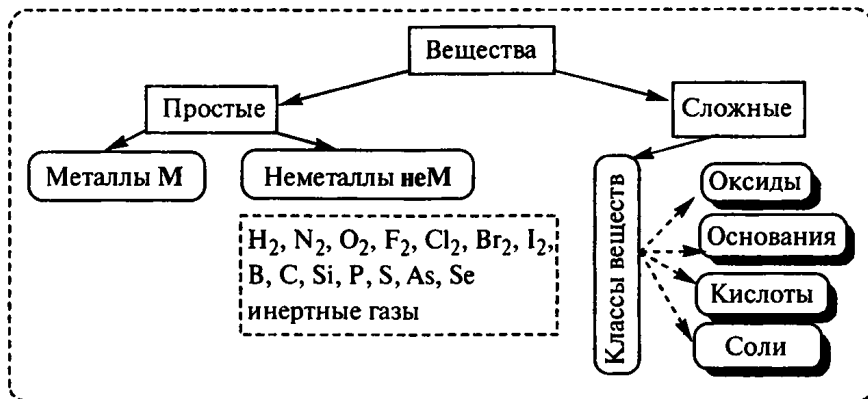 Вещества
Простые
Сложные
Металлы М
Неметаллы неМ
H₂, N₂, O₂, F₂, Cl₂, Br₂, I₂,
B, C, Si, P, S, As, Se
инертные газы
Классы веществ
Оксиды
Основания
Кислоты
Соли